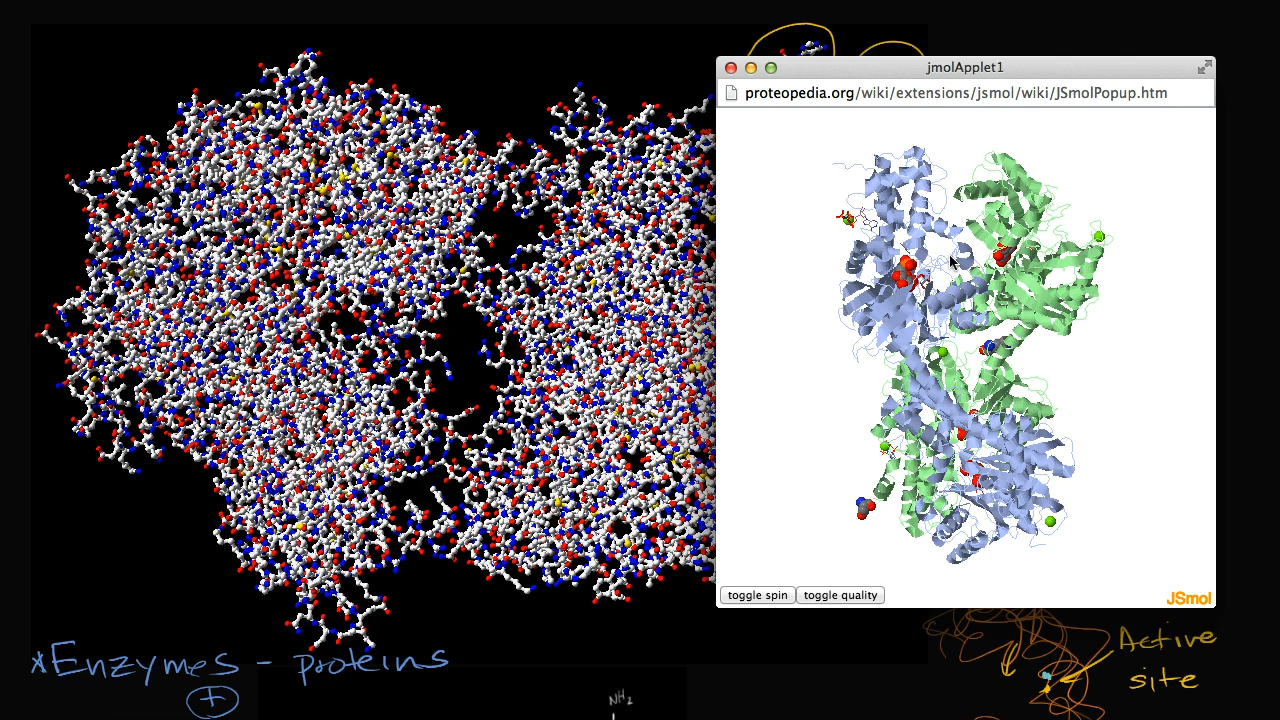 jmolApplet1
proteopedia.org/wiki/extensions/jsmol/wiki/JSmolPopup.htm
toggle spin toggle quality
JSmol
*Enzymes - proteins
+
Active
site
NH2